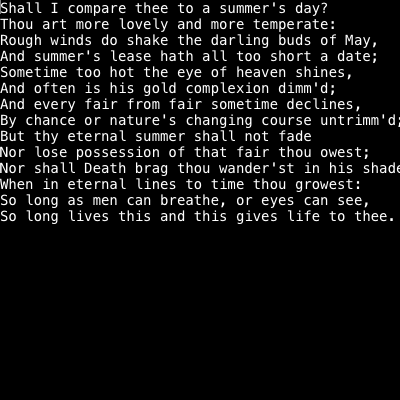 Shall I compare thee to a summer's day?
Thou art more lovely and more temperate:
Rough winds do shake the darling buds of May,
And summer's lease hath all too short a date;
Sometime too hot the eye of heaven shines,
And often is his gold complexion dimm'd;
And every fair from fair sometime declines,
By chance or nature's changing course untrimm'd;
But thy eternal summer shall not fade
Nor lose possession of that fair thou owest;
Nor shall Death brag thou wander'st in his shade
When in eternal lines to time thou growest:
So long as men can breathe, or eyes can see,
So long lives this and this gives life to thee.